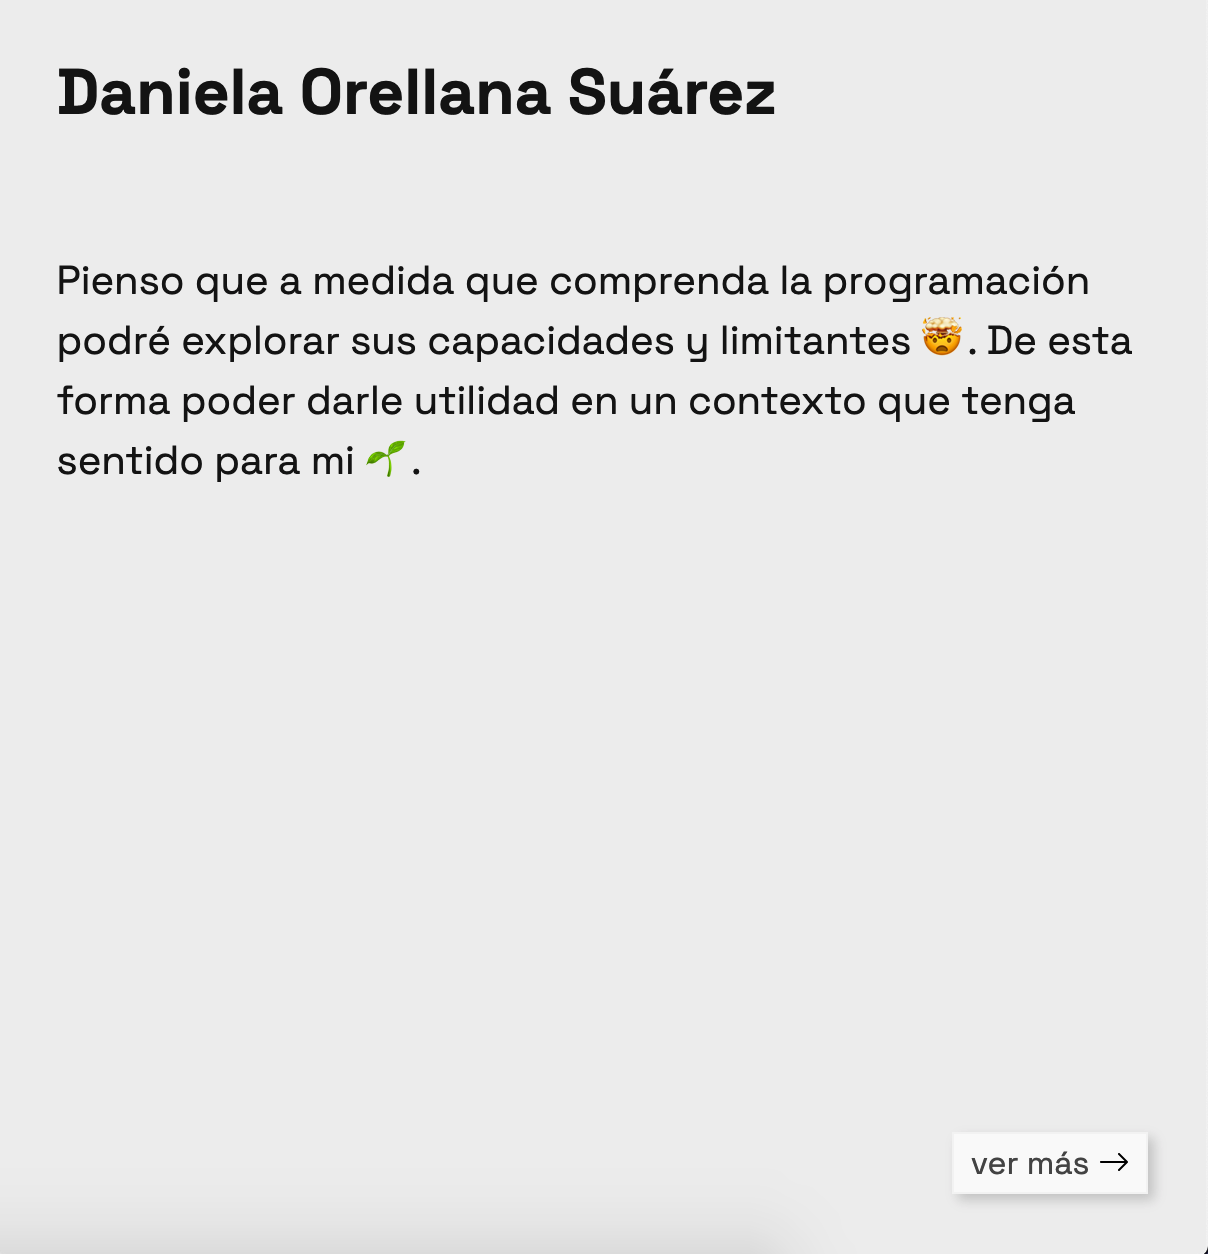 Daniela Orellana Suárez
Pienso que a medida que comprenda la programación
podré explorar sus capacidades y limitantes 🤯. De esta
forma poder darle utilidad en un contexto que tenga
sentido para mi 🌱.
ver más →